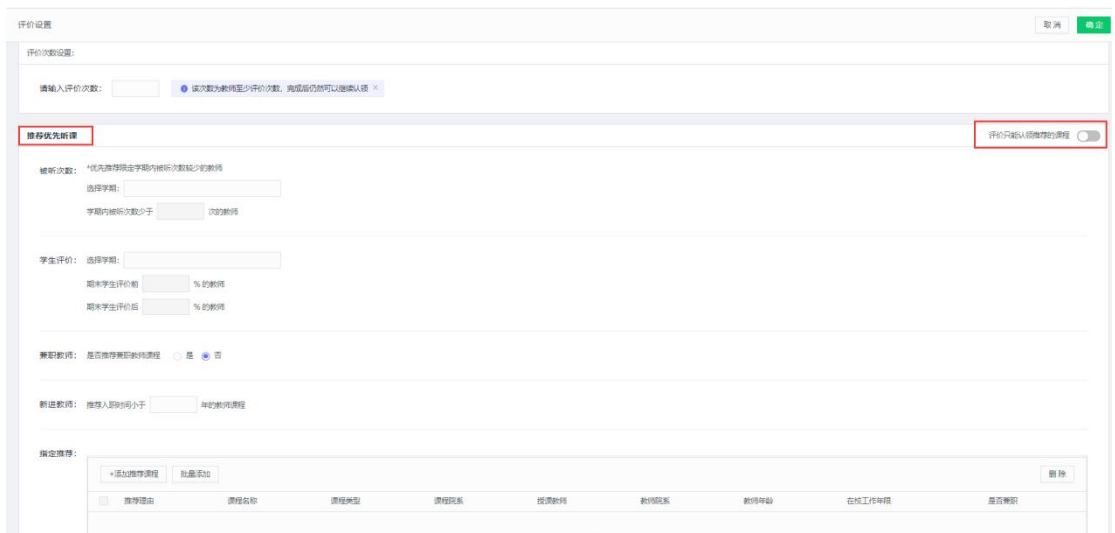 评价设置
取消 确定
评价次数设置:
请输入评价次数: 该次数为教师至少评价次数,完成后仍然可以继续认领 ×
推荐优先听课 评价只能认领推荐的课程
被听次数: *优先推荐限定学期内被听次数较少的教师
选择学期:
学期内被听次数少于 次的教师
学生评价: 选择学期:
期末学生评价前 % 的教师
期末学生评价后 % 的教师
兼职教师: 是否推荐兼职教师课程 是 否
新进教师: 推荐入职时间小于 年的教师课程
指定推荐:
+添加推荐课程 批量添加 删除
推荐理由 课程名称 课程类型 课程院系 授课教师 教师院系 教师年龄 在校工作年限 是否兼职